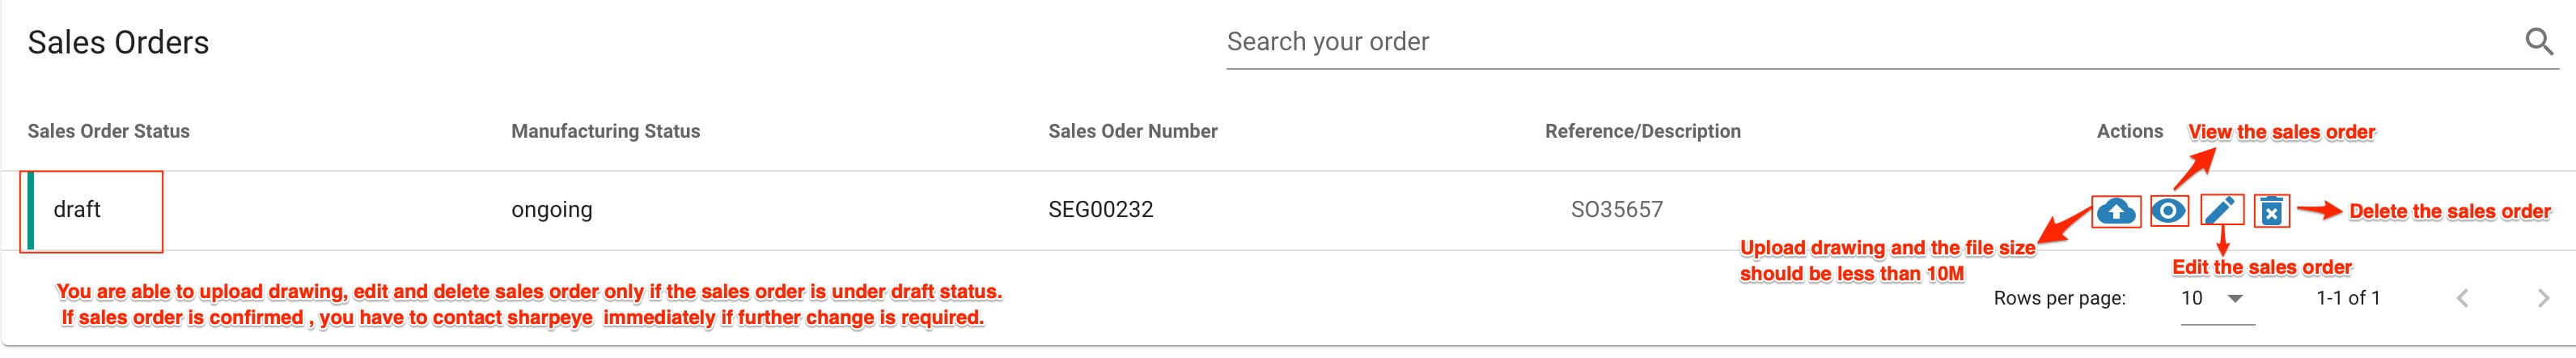 Sales Orders
Search your order
Sales Order Status
Manufacturing Status
Sales Oder Number
Reference/Description
Actions
View the sales order
draft
ongoing
SEG00232
SO35657
Delete the sales order
Upload drawing and the file size
should be less than 10M
Edit the sales order
You are able to upload drawing, edit and delete sales order only if the sales order is under draft status.
If sales order is confirmed , you have to contact sharpeye  immediately if further change is required.
Rows per page:
10
1-1 of 1